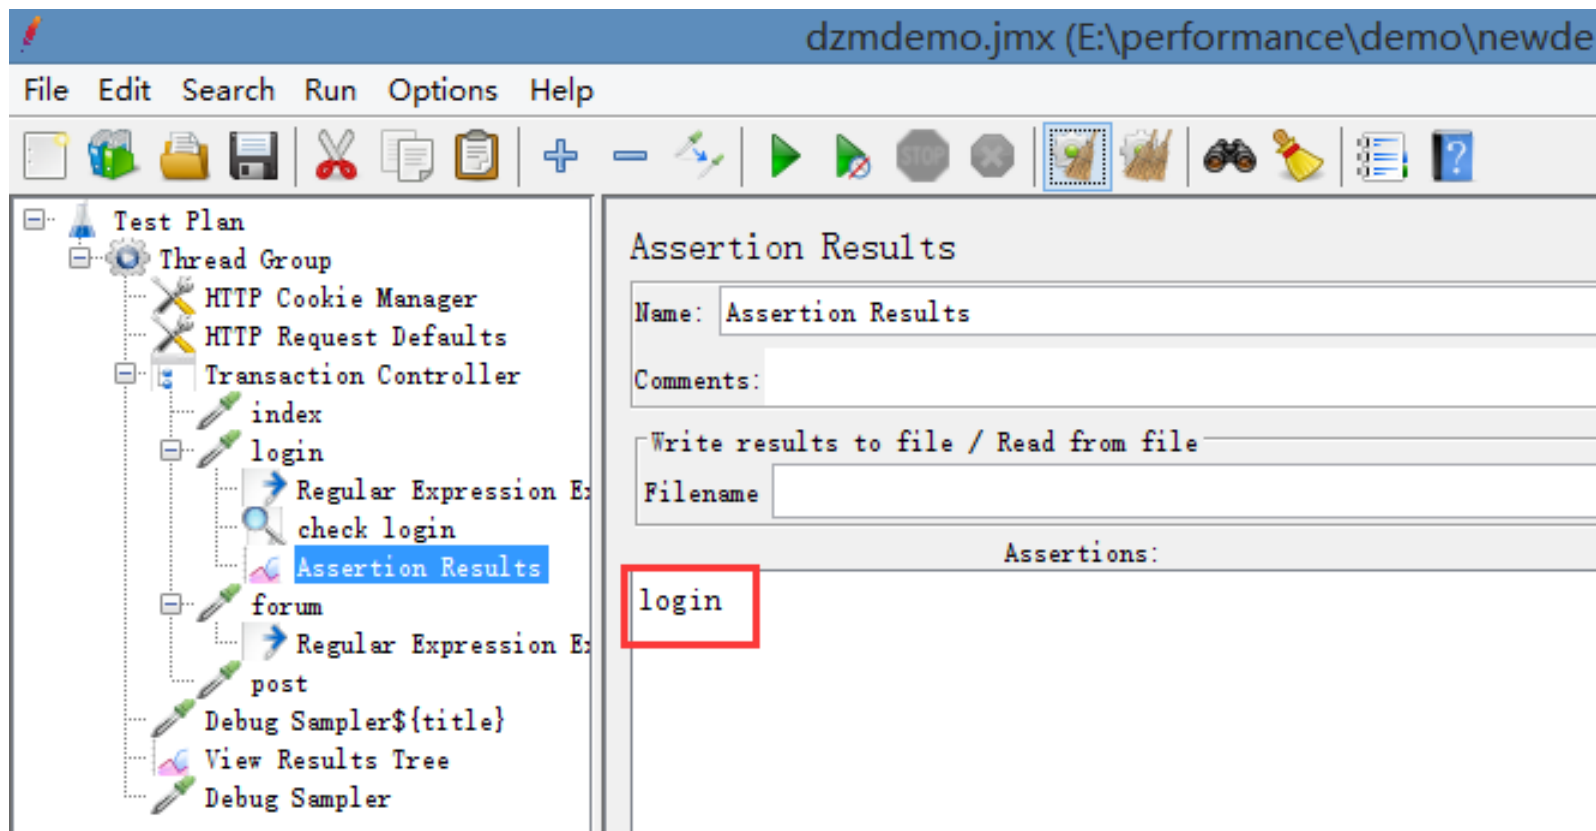 dzmdemo.jmx (E:\performance\demo\newde
File Edit Search Run Options Help
STOP
?
Test Plan
Thread Group
HTTP Cookie Manager
HTTP Request Defaults
Transaction Controller
index
login
Regular Expression E
check login
Assertion Results
forum
Regular Expression E
post
Debug Sampler${title}
View Results Tree
Debug Sampler
Assertion Results
Name: Assertion Results
Comments:
Write results to file / Read from file
Filename
Assertions:
login